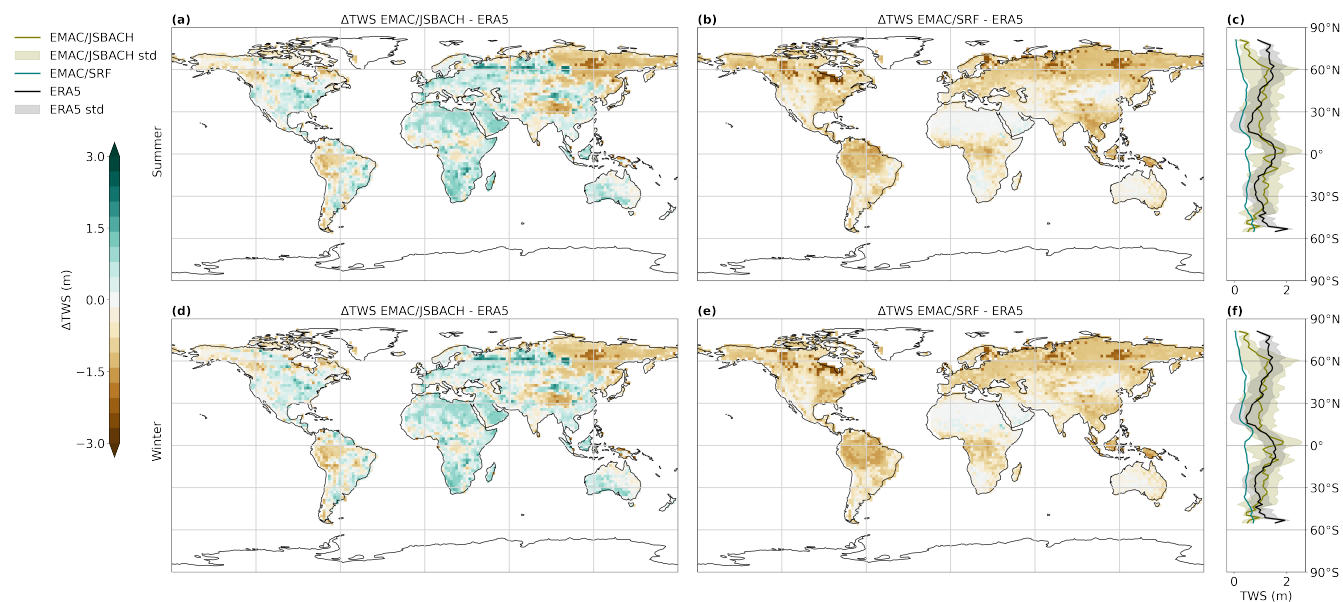 EMAC/JSBACH
EMAC/JSBACH std
EMAC/SRF
ERA5
ERA5 std
3.0
1.5
0.0
−1.5
−3.0
ΔTWS (m)
Summer
(a)
ΔTWS EMAC/JSBACH - ERA5
(b)
ΔTWS EMAC/SRF - ERA5
(c)
90°N
60°N
30°N
0°
30°S
60°S
90°S
0
2
Winter
(d)
ΔTWS EMAC/JSBACH - ERA5
(e)
ΔTWS EMAC/SRF - ERA5
(f)
90°N
60°N
30°N
0°
30°S
60°S
90°S
0
2
TWS (m)